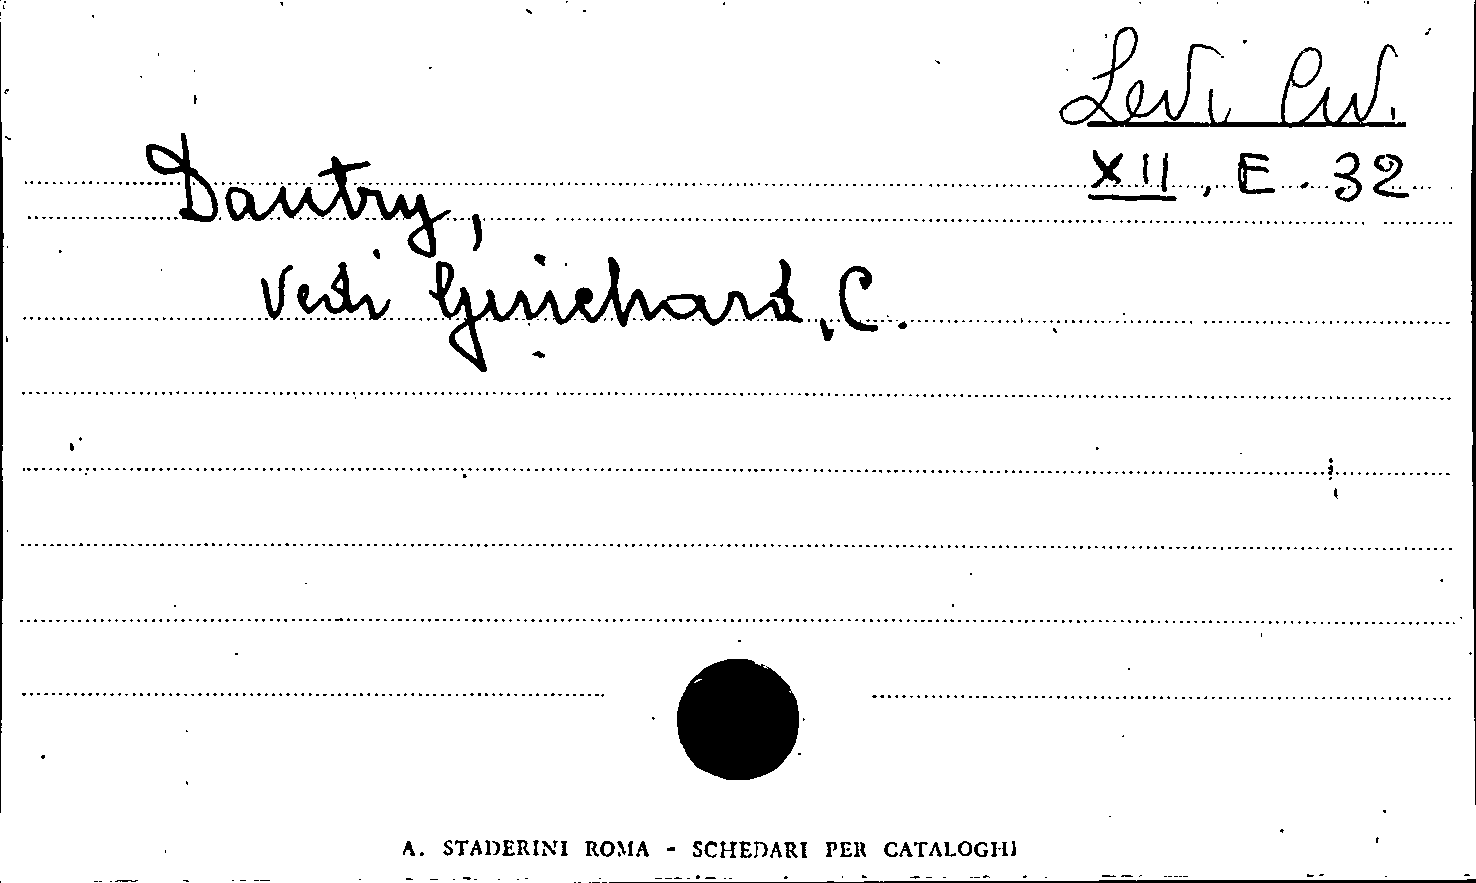 Levi Civ.
XII, E. 32
Dautry,
vedi Guichard, C.
A. STADERINI ROMA - SCHEDARI PER CATALOGHI